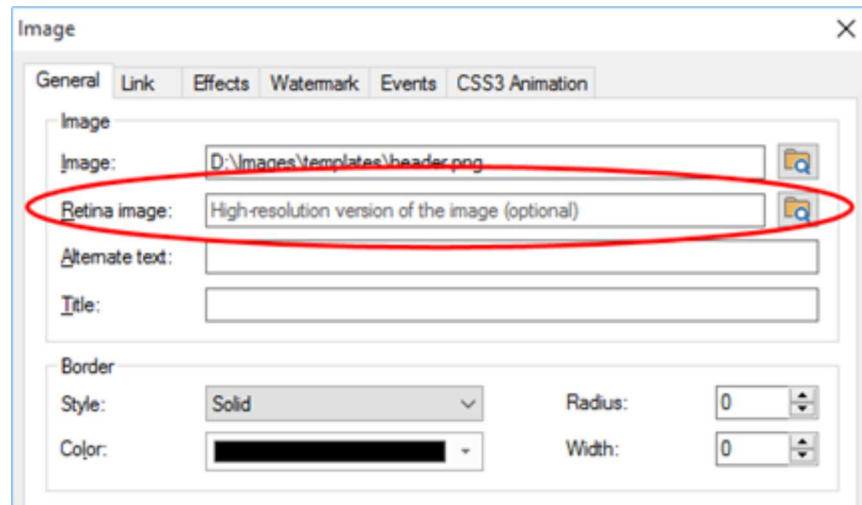 Image
General Link Effects Watermark Events CSS3 Animation
Image
Image: D:\Images\templates\header.png
Retina image: High-resolution version of the image (optional)
Alternate text:
Title:
Border
Style: Solid Radius: 0
Color: Width: 0